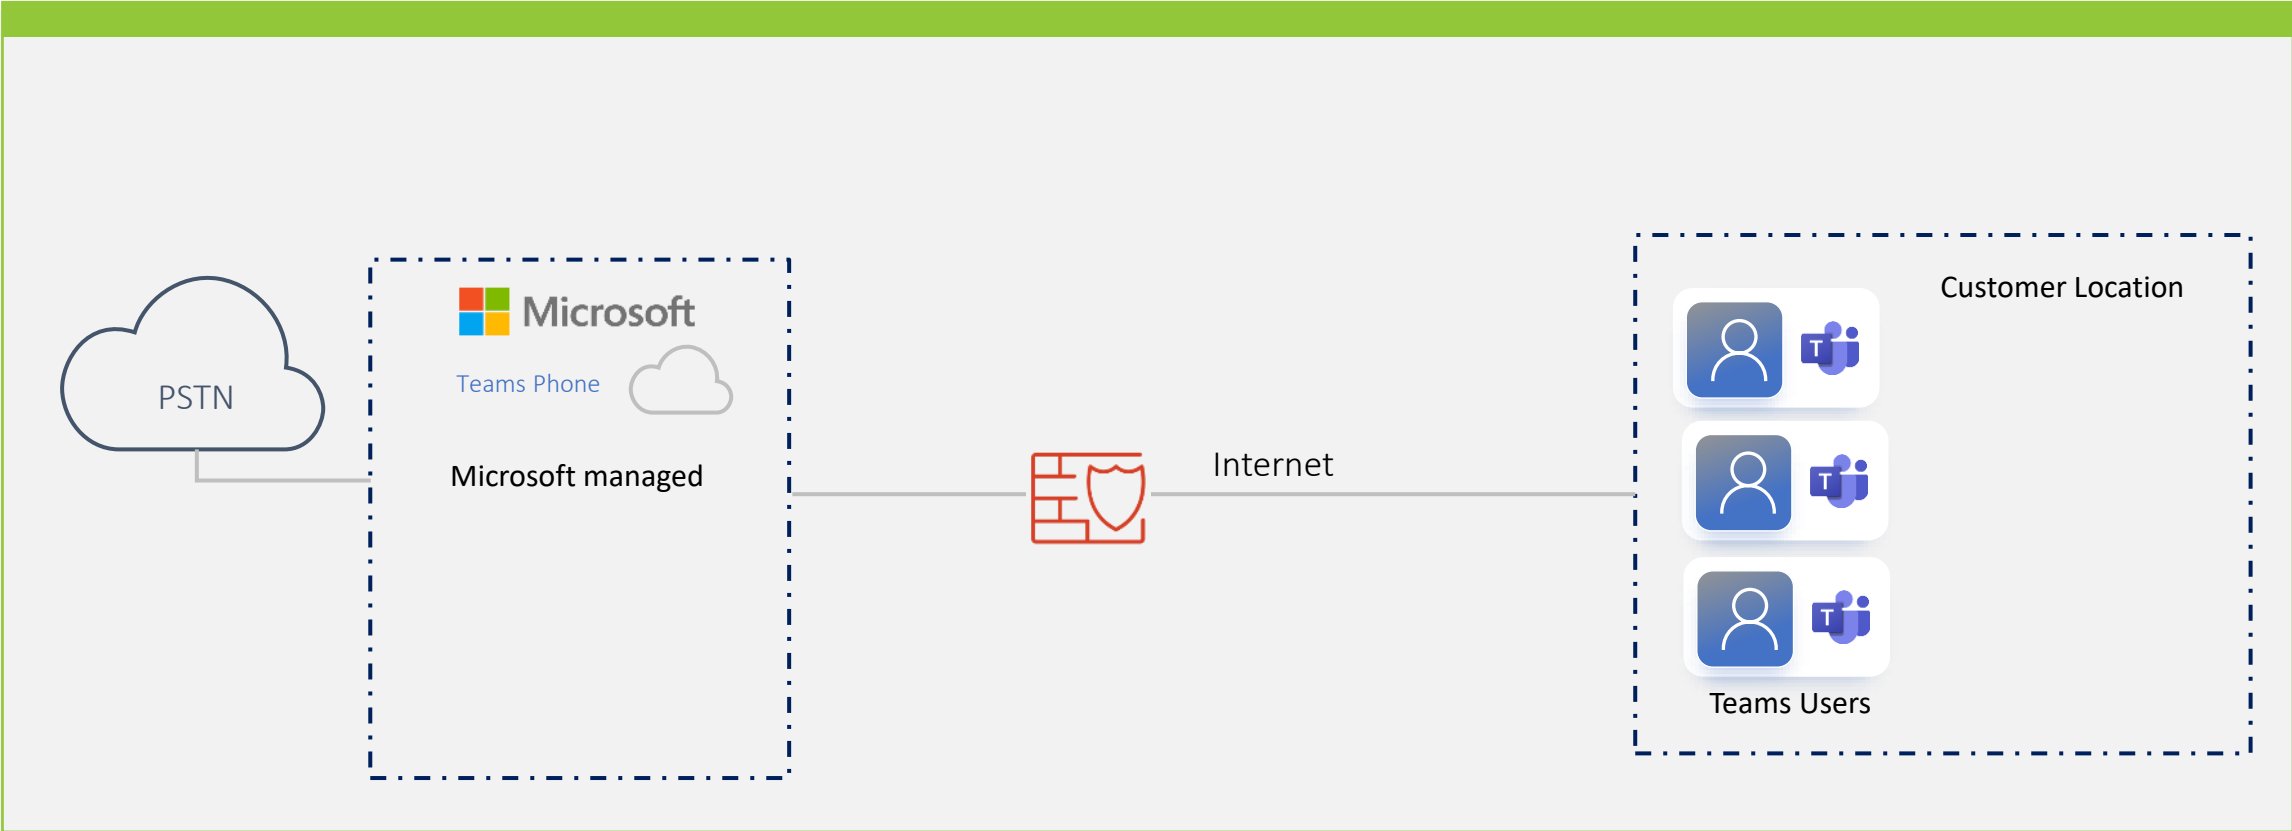 PSTN
Microsoft
Teams Phone
Microsoft managed
Internet
Customer Location
T
T
T
Teams Users